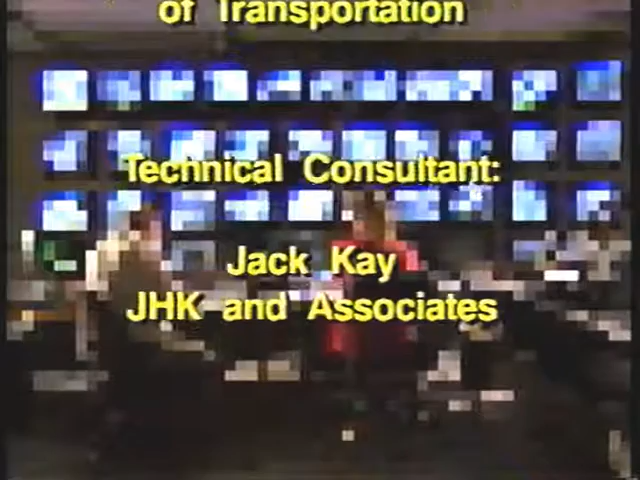 of Transportation
Technical Consultant:
Jack Kay
JHK and Associates